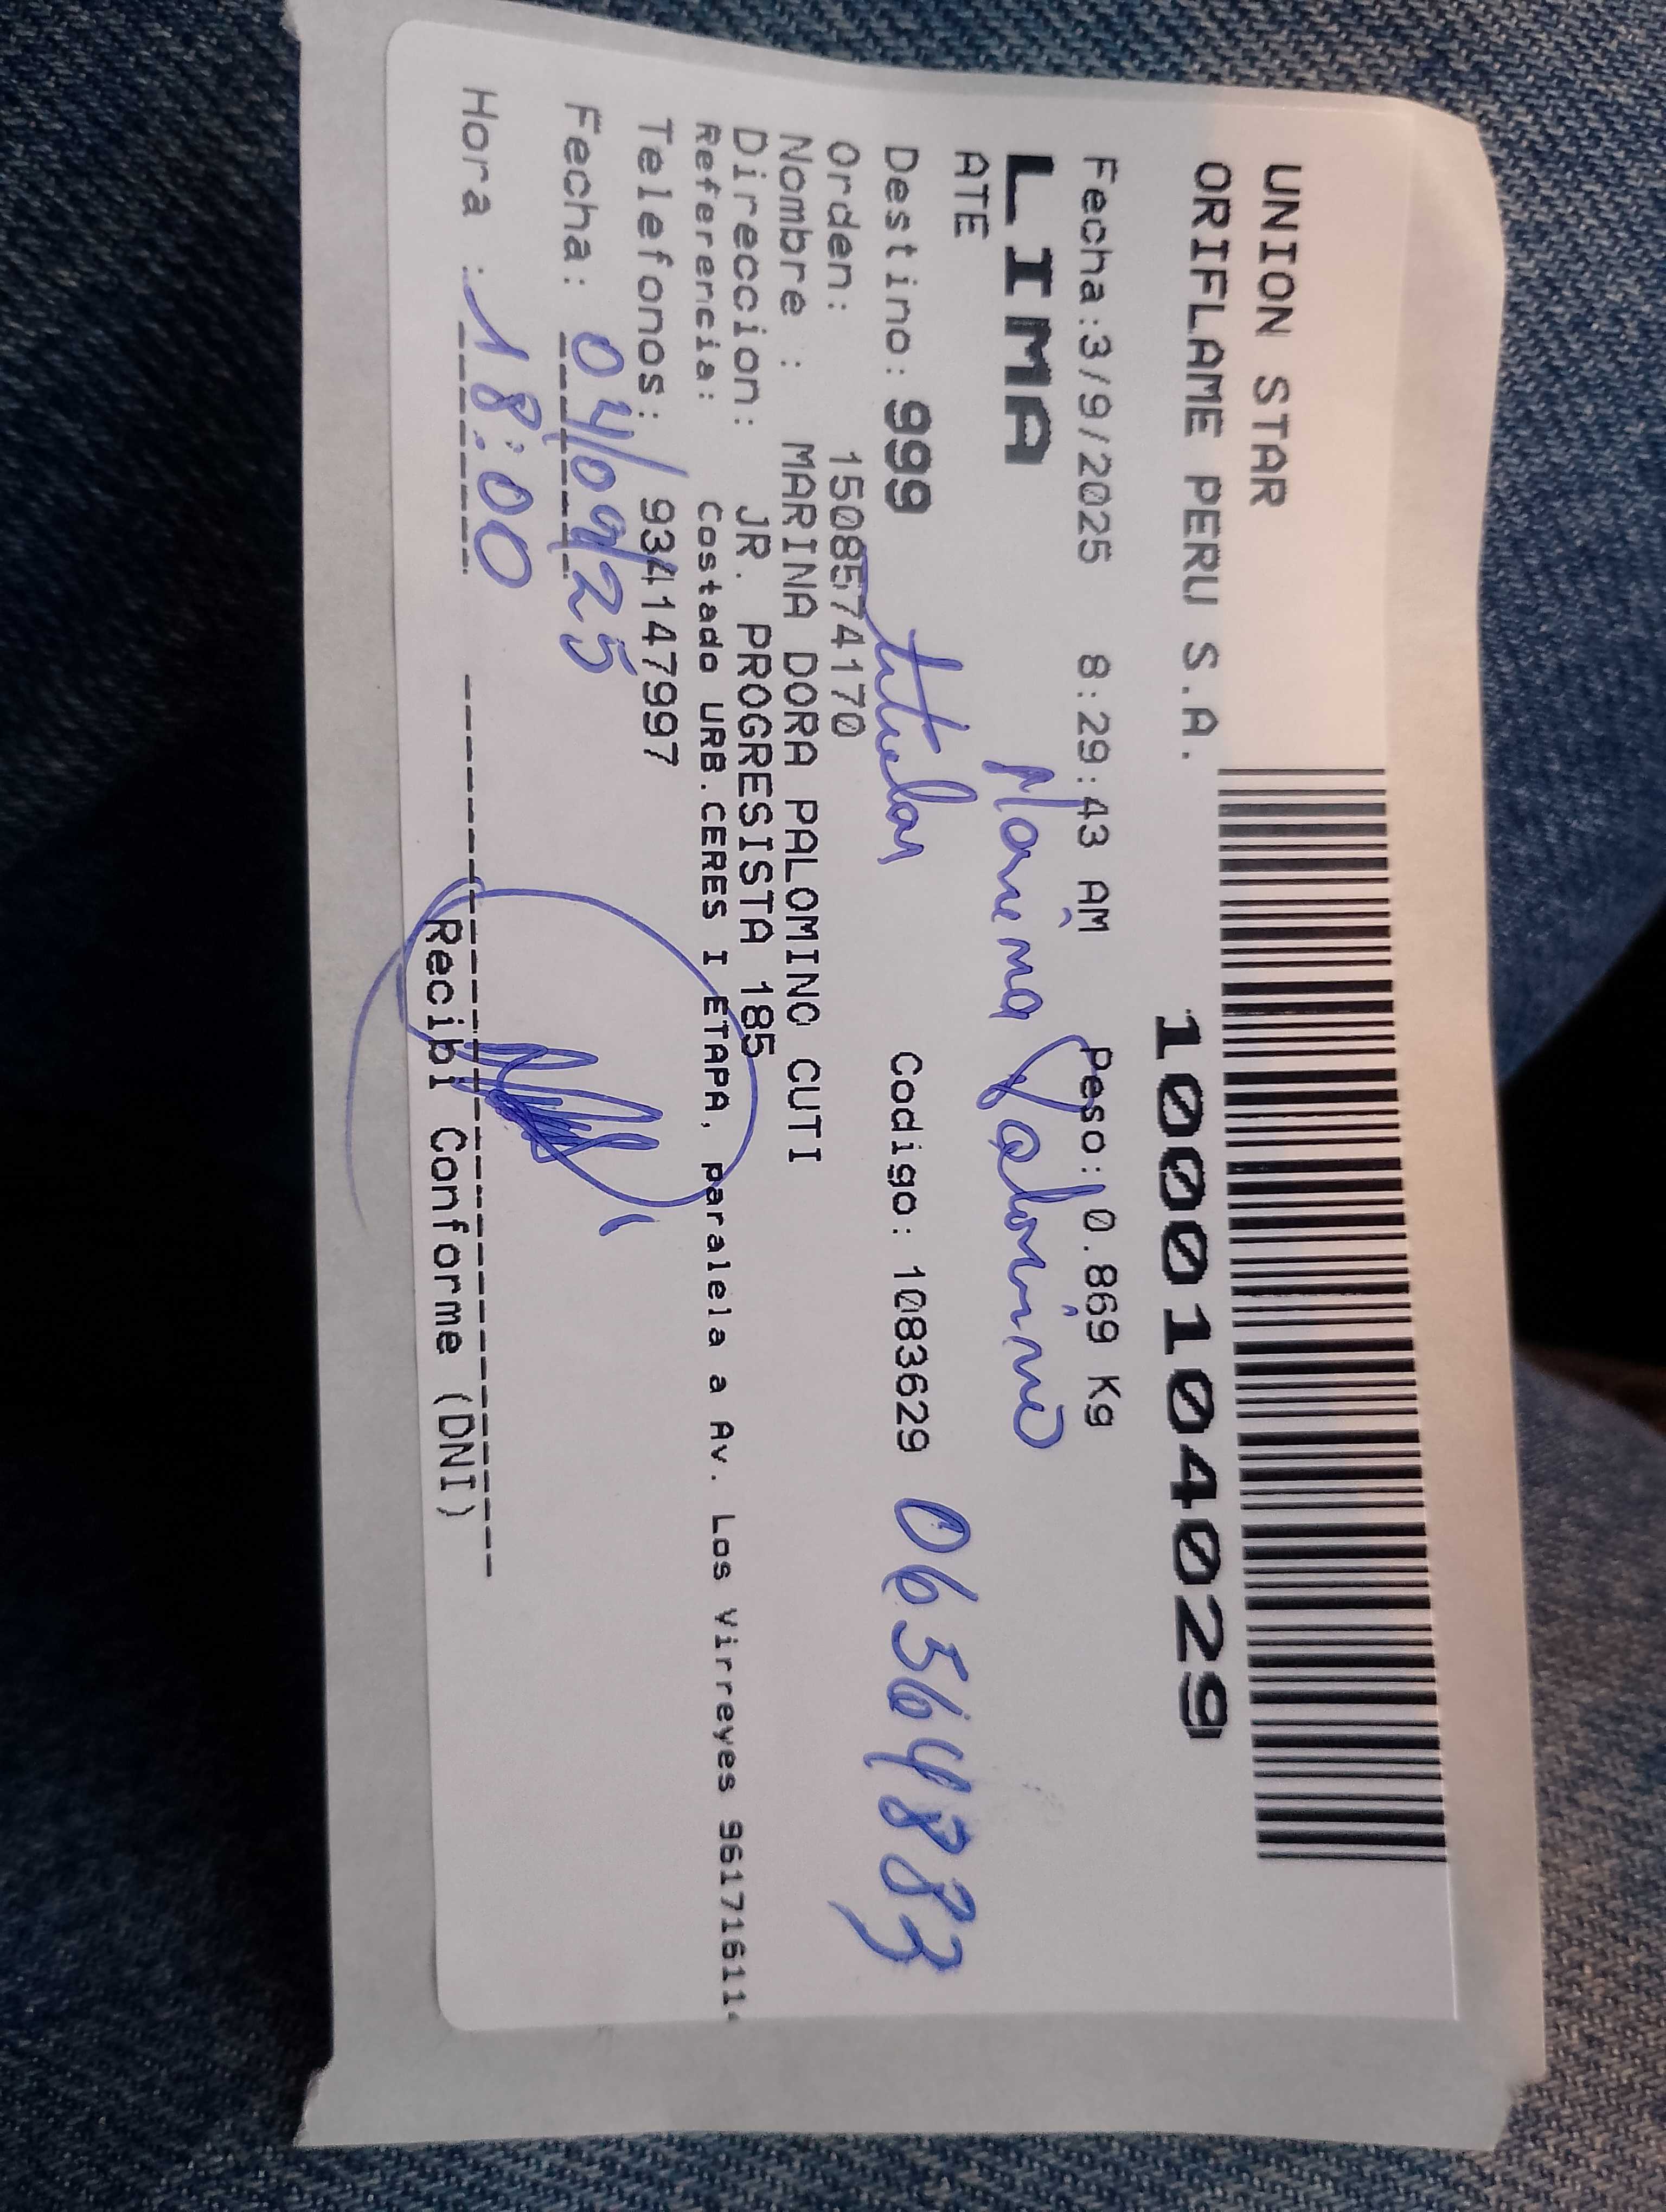 UNION STAR
ORIFLAME PERU S.A.
10001104029
Fecha:3/9/2025 8:29:43 AM Peso:0.869 Kg
LIMA
Marina Palomino
ATE
Destino: 999 titular Codigo: 1083629 06564883
Orden: 15085574170
Nombre : MARINA DORA PALOMINO CUTI
Direccion: JR. PROGRESISTA 185
Referencia: Costado URB.CERES I ETAPA, paralela a Av. Los Virreyes 961716114
Telefonos: 934147997
Fecha: 04/09/25
Hora : 18:00
Recibi Conforme (DNI)